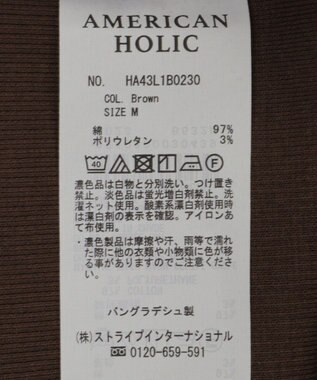 AMERICAN
HOLIC
NO. HA43L1B0230
COL. Brown
SIZE M
綿 97%
ポリウレタン 3%
40 F
濃色品は白物と分別洗い。つけ置き
禁止。淡色品は蛍光増白剤禁止。洗
濯ネット使用。酸素系漂白剤使用時
は漂白剤の表示を確認。アイロンあ
て布使用。
・濃色製品は摩擦や汗、雨等で濡れ
た際に他の衣類や小物類に色が移
る事がありますのでご注意くださ
い。
バングラデシュ製
(株)ストライプインターナショナル
0120-659-591